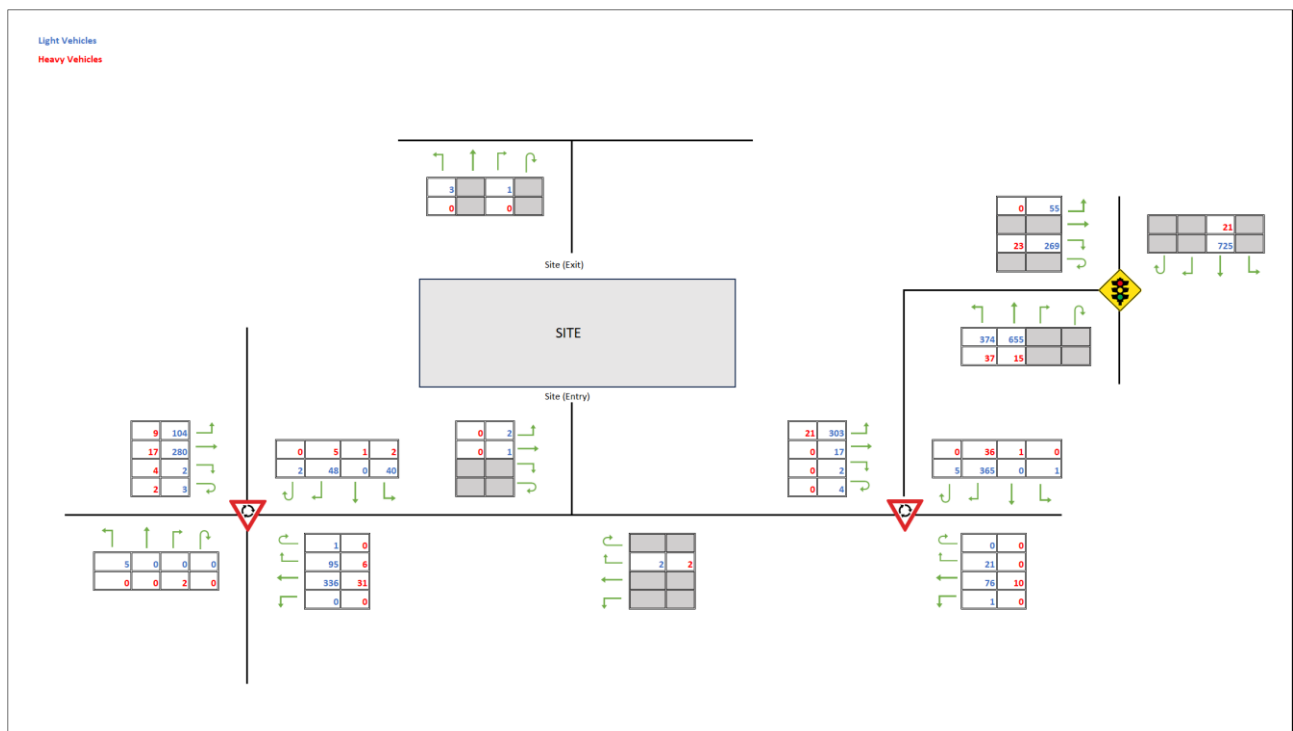 Light Vehicles
Heavy Vehicles
3 1
0 0
Site (Exit)
0 55
23 269
21
725
374 655
37 15
SITE
Site (Entry)
9 104
17 280
4 2
2 3
0 5 1 2
2 48 0 40
0 2
0 1
21 303
0 17
0 2
0 4
0 36 1 0
5 365 0 1
5 0 0 0
0 0 2 0
1 0
95 6
336 31
0 0
2 2
0 0
21 0
76 10
1 0